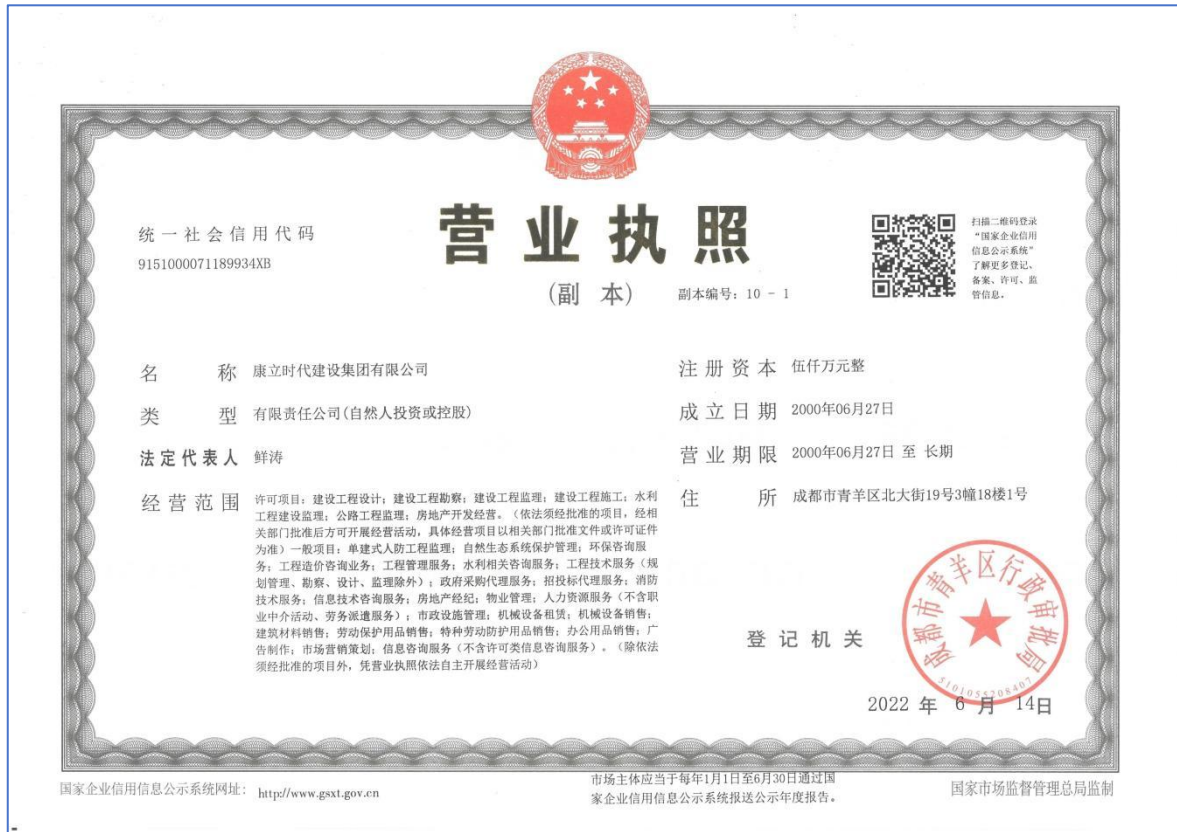 营业执照
(副 本)
副本编号：10 - 1
统一社会信用代码
9151000071189934XB
扫描二维码登录
“国家企业信用
信息公示系统”
了解更多登记、
备案、许可、监
管信息。
名 称 康立时代建设集团有限公司
类 型 有限责任公司(自然人投资或控股)
法定代表人 鲜涛
经营范围 许可项目：建设工程设计；建设工程勘察；建设工程监理；建设工程施工；水利
工程建设监理；公路工程监理；房地产开发经营。（依法须经批准的项目，经相
关部门批准后方可开展经营活动，具体经营项目以相关部门批准文件或许可证件
为准）一般项目：单建式人防工程监理；自然生态系统保护管理；环保咨询服
务；工程造价咨询业务；工程管理服务；水利相关咨询服务；工程技术服务（规
划管理、勘察、设计、监理除外）；政府采购代理服务；招投标代理服务；消防
技术服务；信息技术咨询服务；房地产经纪；物业管理；人力资源服务（不含职
业中介活动、劳务派遣服务）；市政设施管理；机械设备租赁；机械设备销售；
建筑材料销售；劳动保护用品销售；特种劳动防护用品销售；办公用品销售；广
告制作；市场营销策划；信息咨询服务（不含许可类信息咨询服务）。（除依法
须经批准的项目外，凭营业执照依法自主开展经营活动）
注册资本 伍仟万元整
成立日期 2000年06月27日
营业期限 2000年06月27日 至 长期
住 所 成都市青羊区北大街19号3幢18楼1号
登记机关
成都市青羊区行政审批局
5101055208407
2022 年 6 月 14日
国家企业信用信息公示系统网址： http://www.gsxt.gov.cn
市场主体应当于每年1月1日至6月30日通过国
家企业信用信息公示系统报送公示年度报告。
国家市场监督管理总局监制